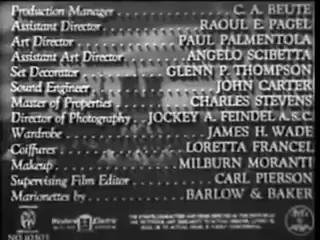 Production Manager . . . . . . . . . . . . C. A. BEUTE
Assistant Director . . . . . . . . . . RAOUL E. PAGEL
Art Director . . . . . . . . . . . PAUL PALMENTOLA
Assistant Art Director . . . . . . ANGELO SCIBETTA
Set Decorator . . . . . . . . . . GLENN P. THOMPSON
Sound Engineer . . . . . . . . . . . . JOHN CARTER
Master of Properties . . . . . . . CHARLES STEVENS
Director of Photography . . JOCKEY A. FEINDEL A.S.C.
Wardrobe . . . . . . . . . . . . . . JAMES H. WADE
Coiffures . . . . . . . . . . . . LORETTA FRANCEL
Makeup . . . . . . . . . . . . . MILBURN MORANTI
Supervising Film Editor . . . . . . . . CARL PIERSON
Marionettes by . . . . . . . . . . BARLOW & BAKER
Western Electric